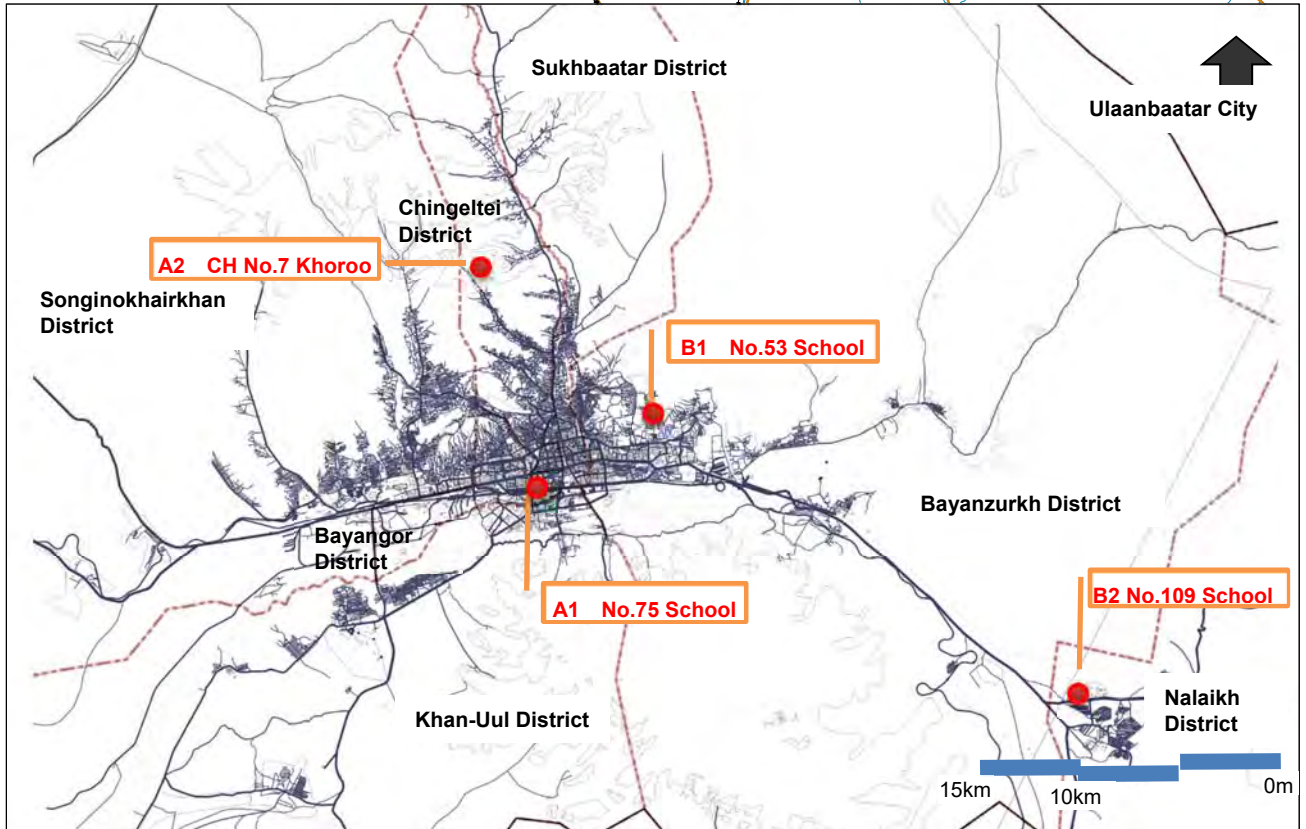 Sukhbaatar District
Ulaanbaatar City
Chingeltei
District
A2 CH No.7 Khoroo
Songinokhairkhan
District
B1 No.53 School
Bayanzurkh District
Bayangor
District
A1 No.75 School
B2 No.109 School
Khan-Uul District
Nalaikh
District
15km
10km
0m